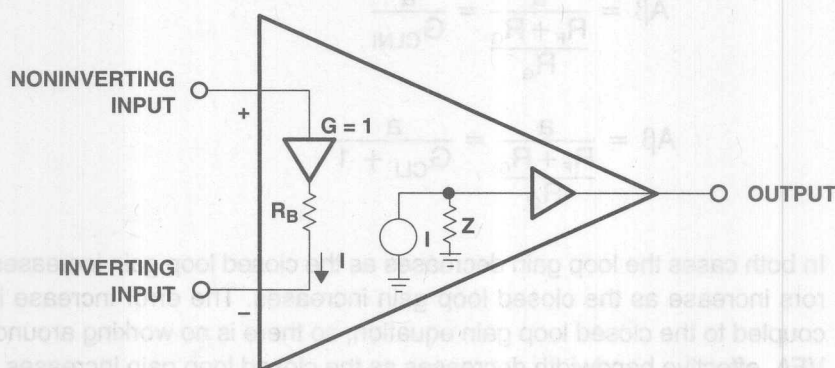 NONINVERTING
INPUT
+
G = 1
R_B
I
I
Z
OUTPUT
INVERTING
INPUT
–